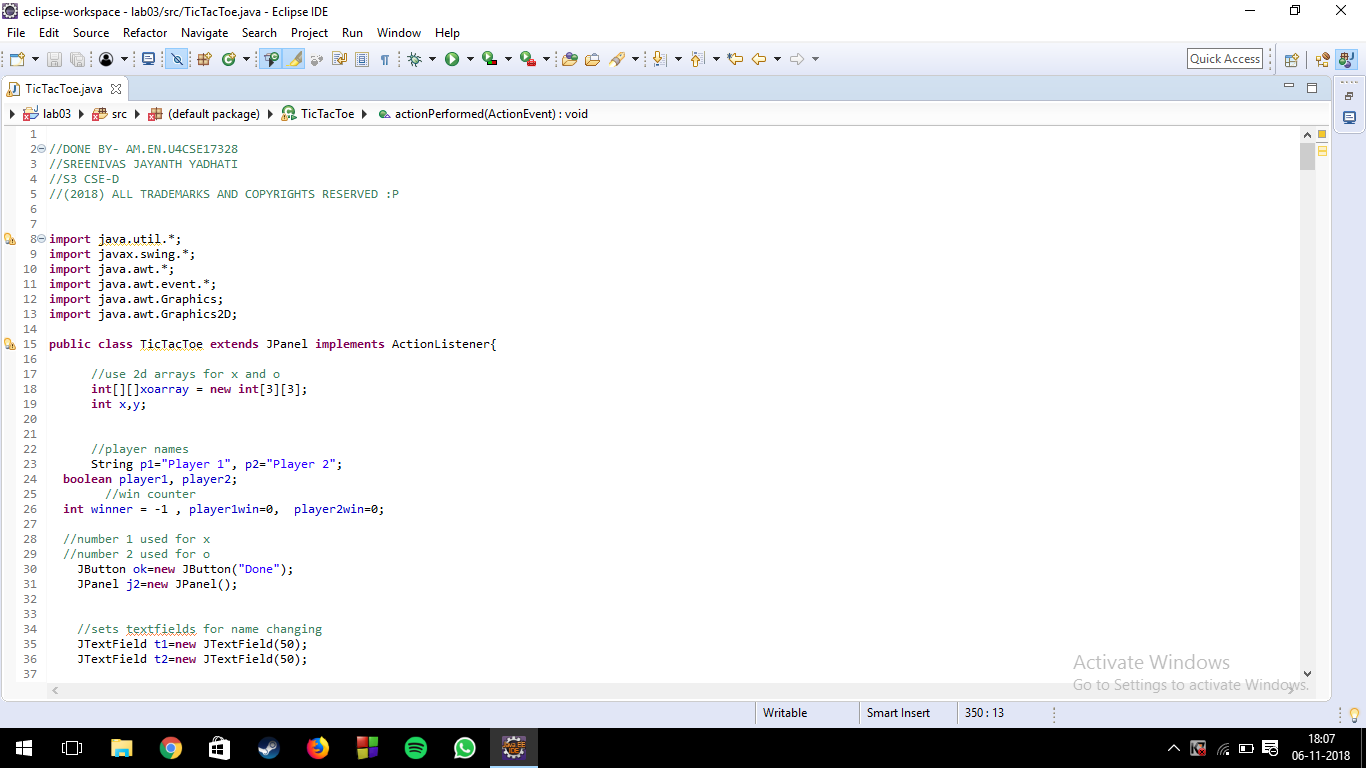 eclipse-workspace - lab03/src/TicTacToe.java - Eclipse IDE
File Edit Source Refactor Navigate Search Project Run Window Help
Quick Access
TicTacToe.java
lab03 src (default package) TicTacToe actionPerformed(ActionEvent) : void
1
2 //DONE BY- AM.EN.U4CSE17328
3 //SREENIVAS JAYANTH YADHATI
4 //S3 CSE-D
5 //(2018) ALL TRADEMARKS AND COPYRIGHTS RESERVED :P
6
7
8 import java.util.*;
9 import javax.swing.*;
10 import java.awt.*;
11 import java.awt.event.*;
12 import java.awt.Graphics;
13 import java.awt.Graphics2D;
14
15 public class TicTacToe extends JPanel implements ActionListener{
16
17 //use 2d arrays for x and o
18 int[][]xoarray = new int[3][3];
19 int x,y;
20
21
22 //player names
23 String p1="Player 1", p2="Player 2";
24 boolean player1, player2;
25 //win counter
26 int winner = -1 , player1win=0,  player2win=0;
27
28 //number 1 used for x
29 //number 2 used for o
30 JButton ok=new JButton("Done");
31 JPanel j2=new JPanel();
32
33
34 //sets textfields for name changing
35 JTextField t1=new JTextField(50);
36 JTextField t2=new JTextField(50);
37
Activate Windows
Go to Settings to activate Windows.
Writable Smart Insert 350 : 13
18:07
06-11-2018